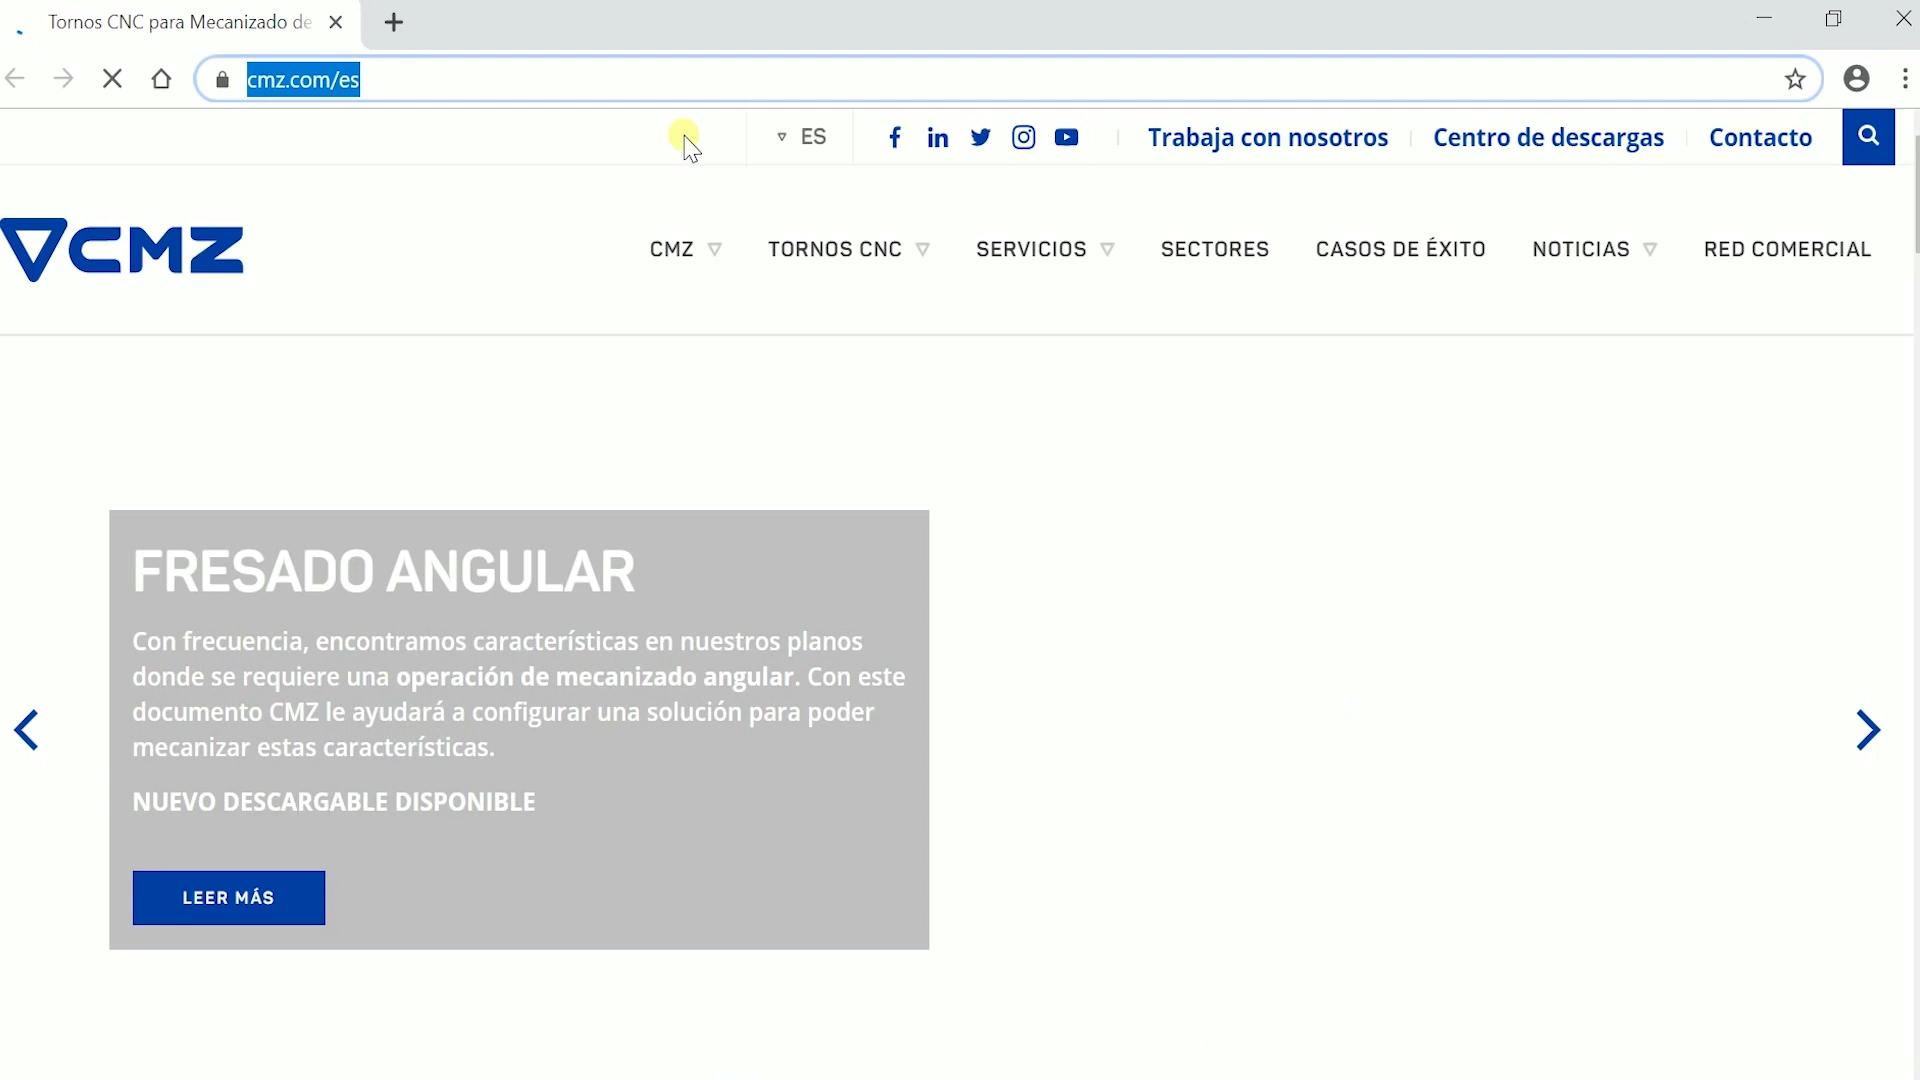 Tornos CNC para Mecanizado de
cmz.com/es
ES
Trabaja con nosotros
Centro de descargas
Contacto
CMZ
CMZ
TORNOS CNC
SERVICIOS
SECTORES
CASOS DE ÉXITO
NOTICIAS
RED COMERCIAL
FRESADO ANGULAR
Con frecuencia, encontramos características en nuestros planos
donde se requiere una operación de mecanizado angular. Con este
documento CMZ le ayudará a configurar una solución para poder
mecanizar estas características.
NUEVO DESCARGABLE DISPONIBLE
LEER MÁS